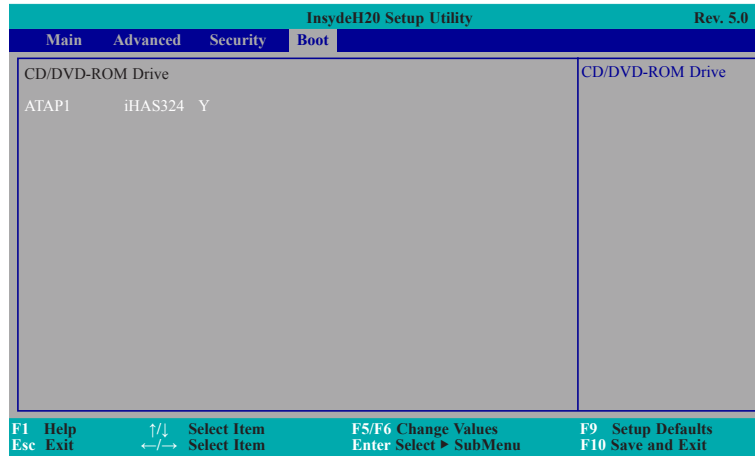 InsydeH20 Setup Utility Rev. 5.0
Main Advanced Security Boot
CD/DVD-ROM Drive CD/DVD-ROM Drive
ATAP1 iHAS324 Y
F1 Help ↑/↓ Select Item F5/F6 Change Values F9 Setup Defaults
Esc Exit ←/→ Select Item Enter Select ► SubMenu F10 Save and Exit